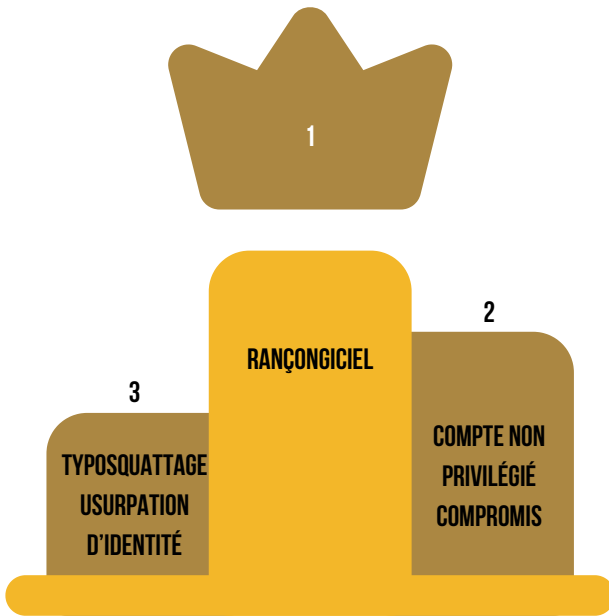 1
RANÇONGICIEL
2
COMPTE NON
PRIVILÉGIÉ
COMPROMIS
3
TYPOSQUATTAGE
USURPATION
D'IDENTITÉ